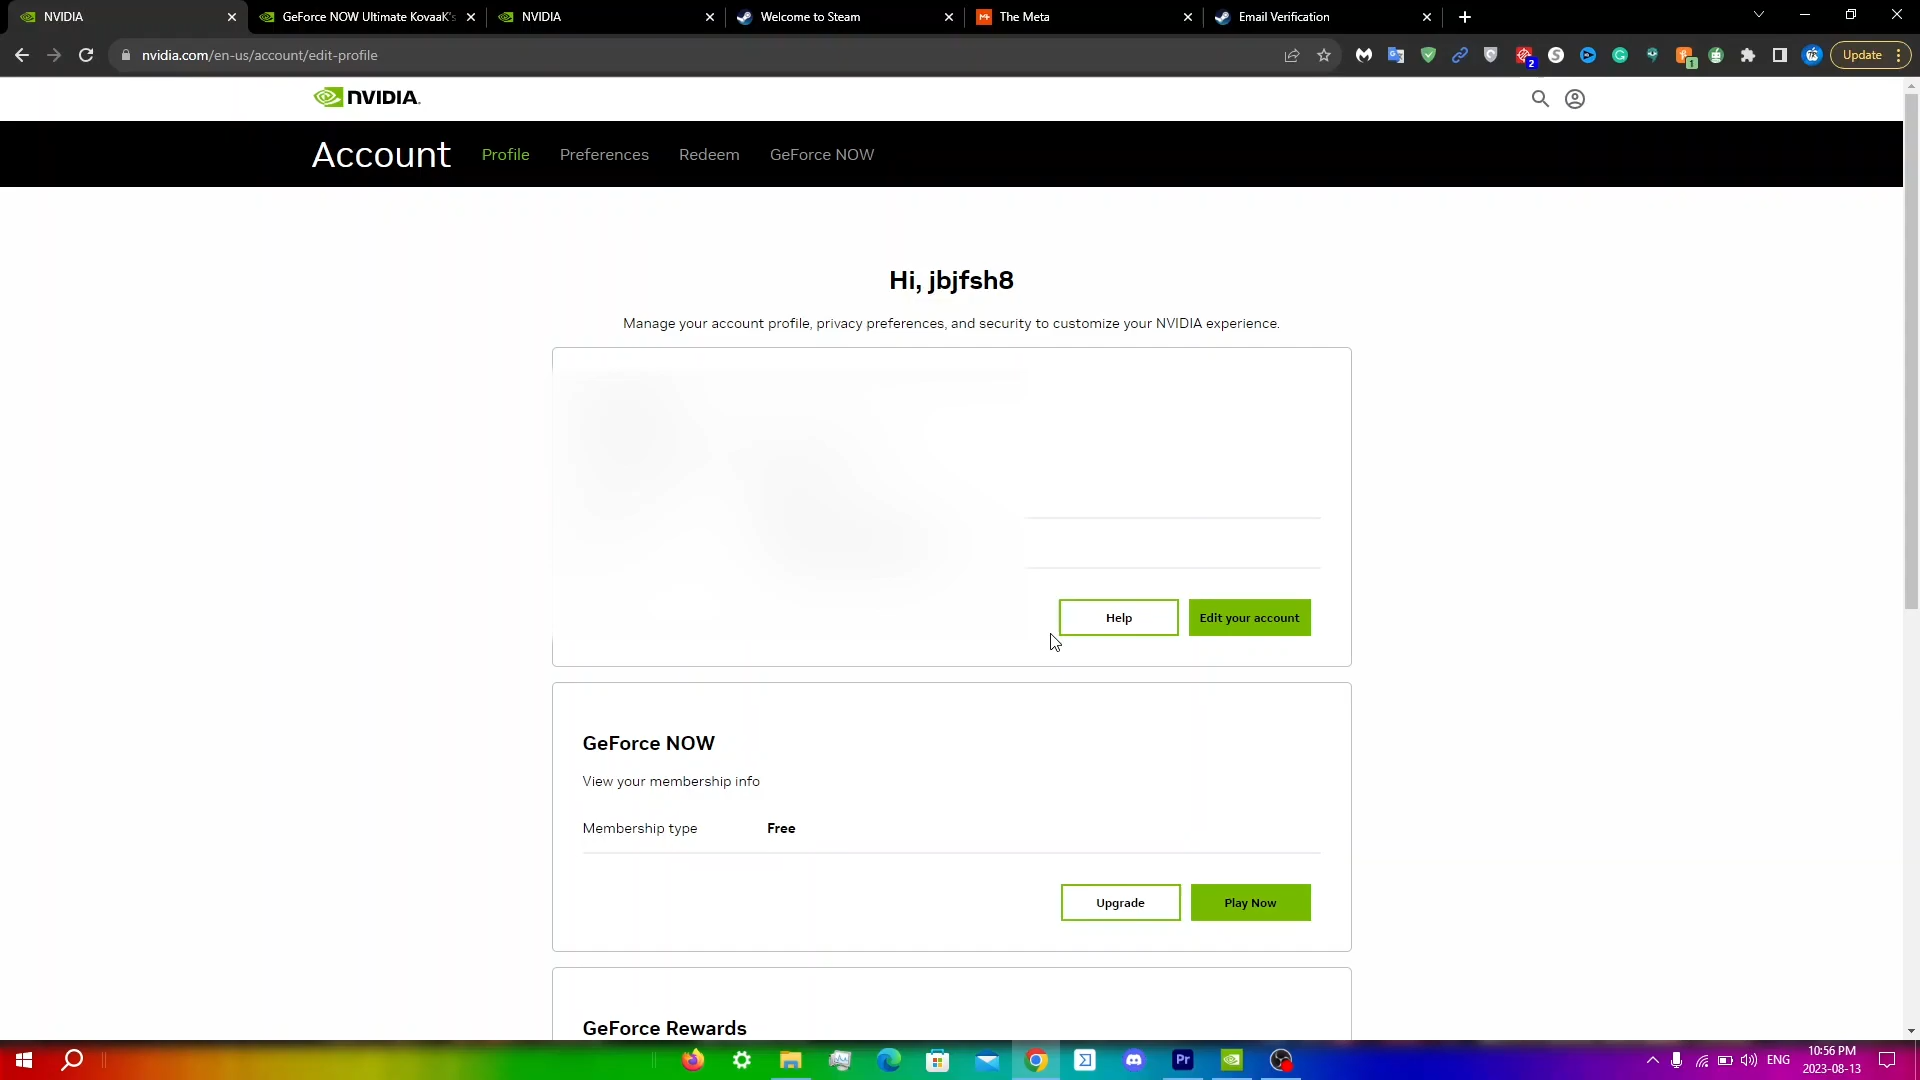 NVIDIA
GeForce NOW Ultimate KovaaK's
NVIDIA
Welcome to Steam
The Meta
Email Verification
nvidia.com/en-us/account/edit-profile
2
1
Update
NVIDIA.
Account
Profile
Preferences
Redeem
GeForce NOW
Hi, jbjfsh8
Manage your account profile, privacy preferences, and security to customize your NVIDIA experience.
Help
Edit your account
GeForce NOW
View your membership info
Membership type
Free
Upgrade
Play Now
GeForce Rewards
Pr
ENG
10:56 PM
2023-08-13